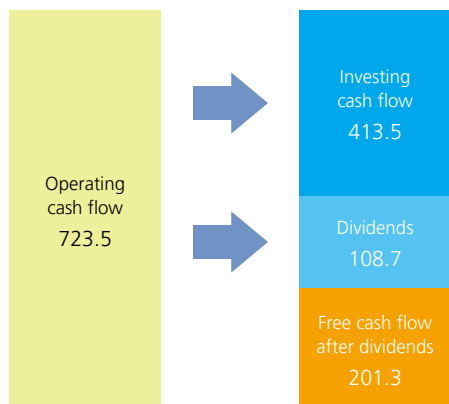 Operating
cash flow
723.5
Investing
cash flow
413.5
Dividends
108.7
Free cash flow
after dividends
201.3